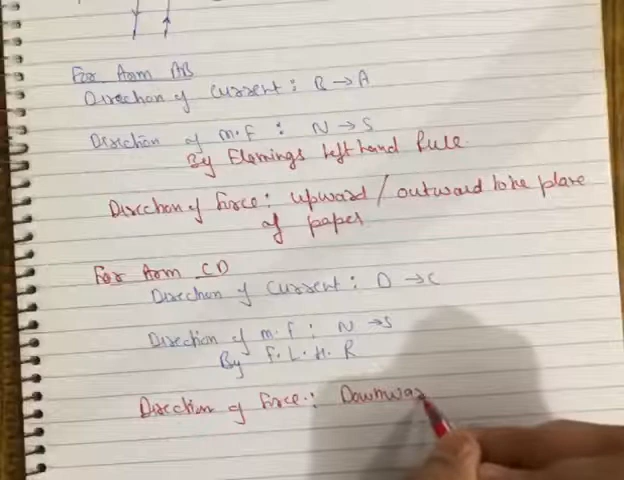 For Arm AB
Direction of current : B → A
Direction of m.f : N → S
By Flemings left hand Rule.
Direction of force : upward / outward to the plane
of paper
For Arm CD
Direction of current : D → C
Direction of m.f : N → S
By F.L.H.R
Direction of force : Downwar